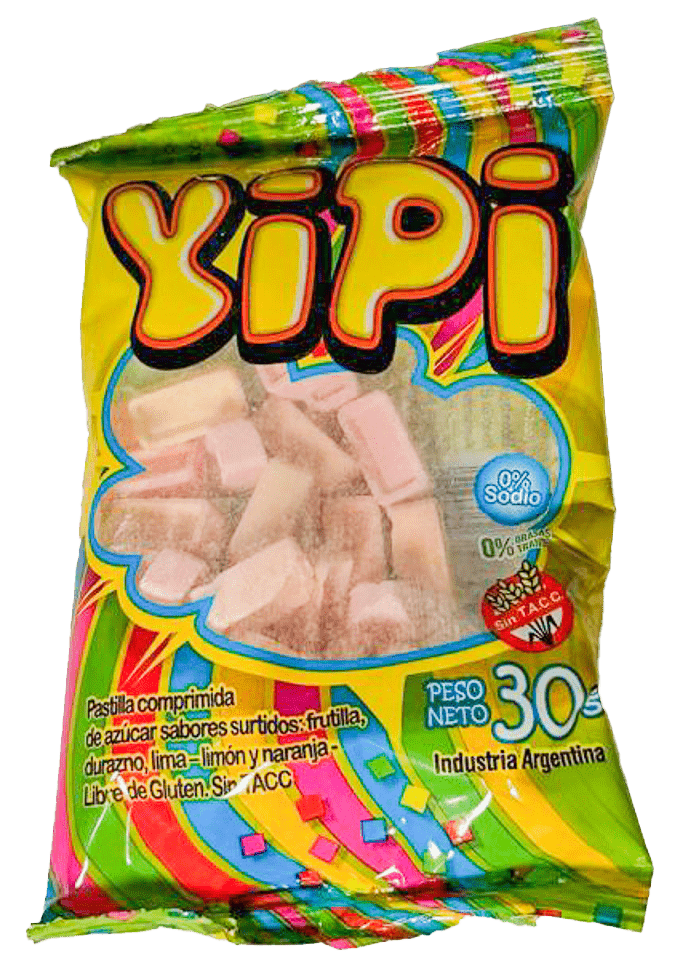 YiPi
0%
Sodio
0% GRASAS
TRANS
Sin T.A.C.C.
PESO
NETO 30g
Pastilla comprimida
de azúcar sabores surtidos: frutilla,
durazno, lima - limón y naranja -
Libre de Gluten. Sin TACC
Industria Argentina